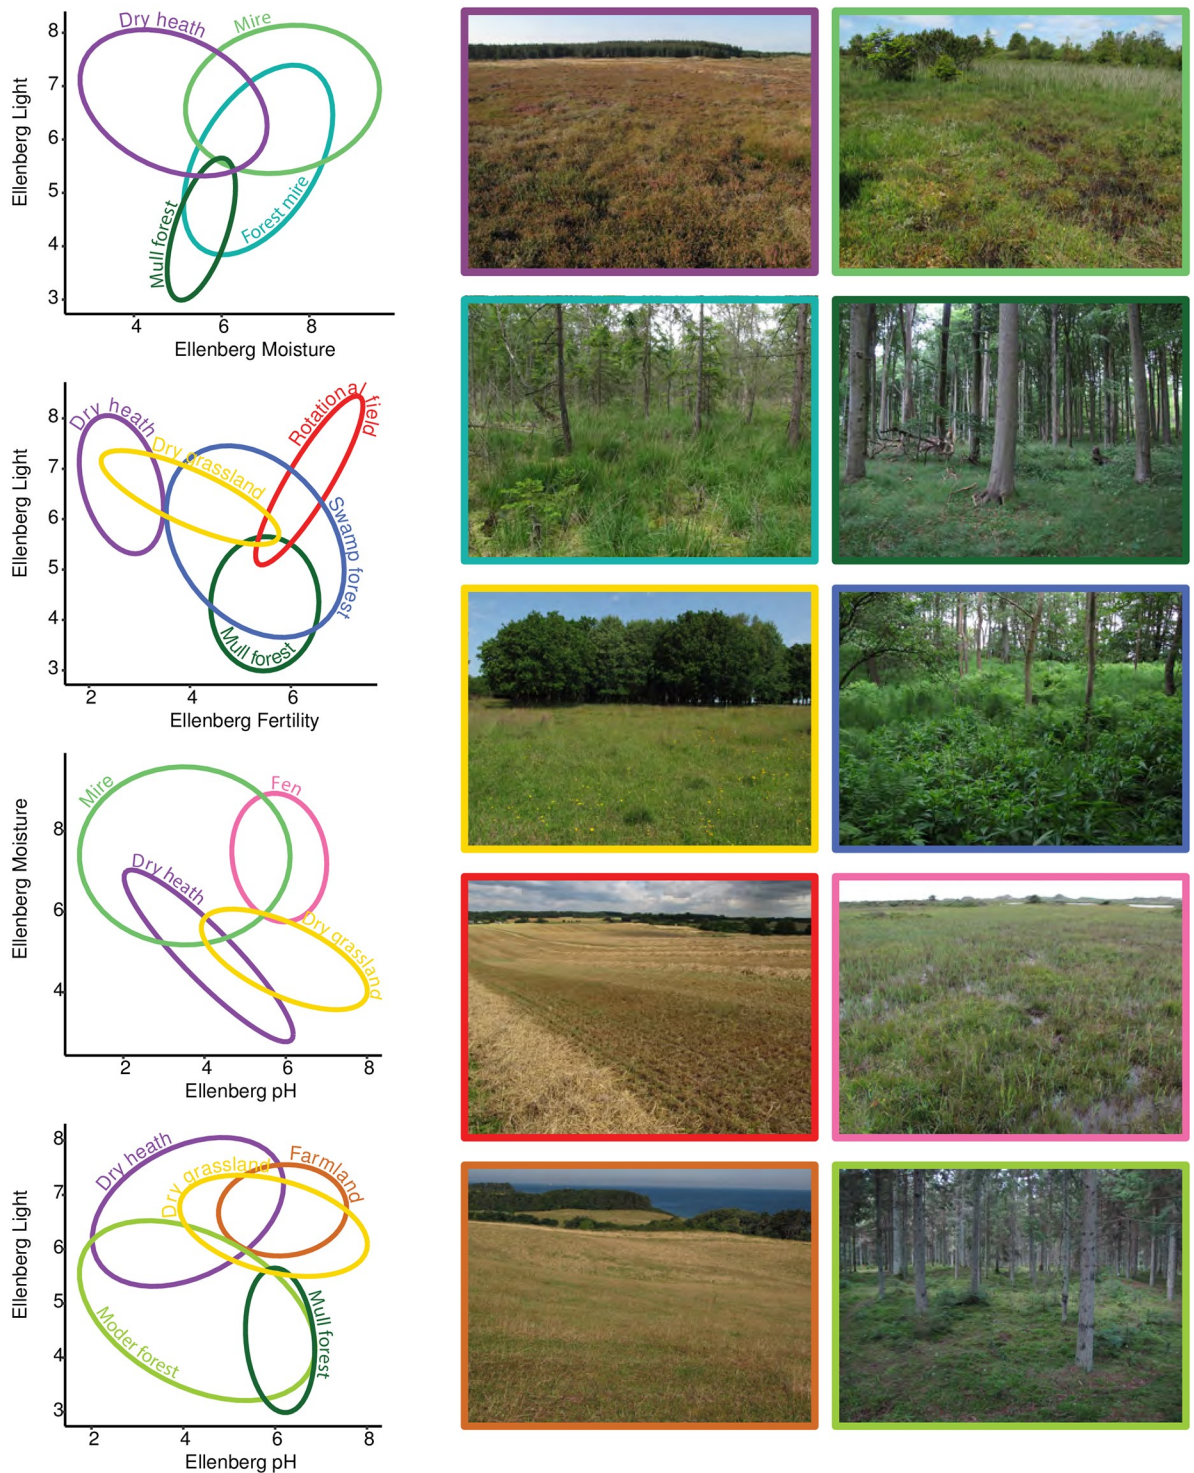 Dry heath
Mire
8
7
6
5
4
3
Ellenberg Light
Mull forest
Forest mire
4
6
8
Ellenberg Moisture
Dry heath
Dry grassland
Rotational
field
Swamp forest
Mull forest
8
7
6
5
4
3
Ellenberg Light
2
4
6
Ellenberg Fertility
Mire
Fen
Dry heath
Dry grassland
8
6
4
Ellenberg Moisture
2
4
6
8
Ellenberg pH
Dry heath
Dry grassland
Farmland
Moder forest
Mull forest
8
7
6
5
4
3
Ellenberg Light
2
4
6
8
Ellenberg pH